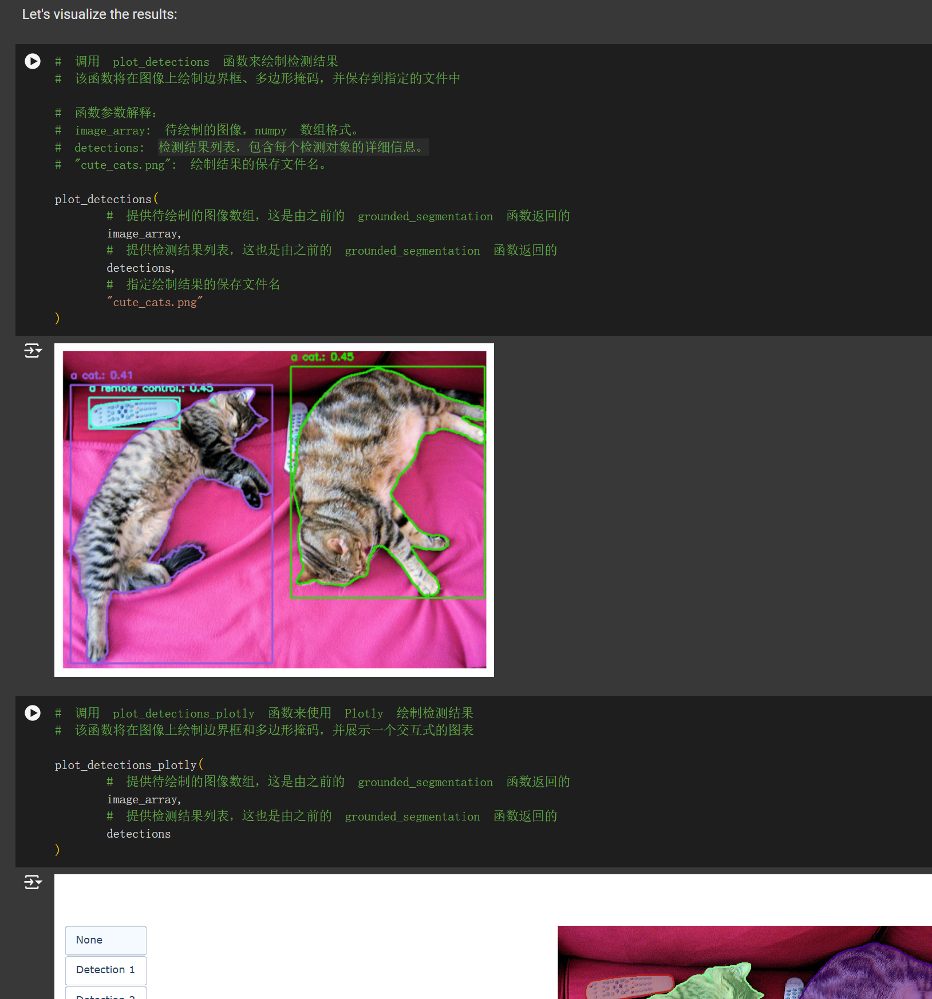 Let's visualize the results:
# 调用 plot_detections 函数来绘制检测结果
# 该函数将在图像上绘制边界框、多边形掩码，并保存到指定的文件中
# 函数参数解释：
# image_array: 待绘制的图像，numpy 数组格式。
# detections: 检测结果列表，包含每个检测对象的详细信息。
# "cute_cats.png": 绘制结果的保存文件名。
plot_detections(
# 提供待绘制的图像数组，这是由之前的 grounded_segmentation 函数返回的
image_array,
# 提供检测结果列表，这也是由之前的 grounded_segmentation 函数返回的
detections,
# 指定绘制结果的保存文件名
"cute_cats.png"
)
a cat.: 0.45
a cat.: 0.41
a remote control.: 0.45
# 调用 plot_detections_plotly 函数来使用 Plotly 绘制检测结果
# 该函数将在图像上绘制边界框和多边形掩码，并展示一个交互式的图表
plot_detections_plotly(
# 提供待绘制的图像数组，这是由之前的 grounded_segmentation 函数返回的
image_array,
# 提供检测结果列表，这也是由之前的 grounded_segmentation 函数返回的
detections
)
None
Detection 1
Detection 2